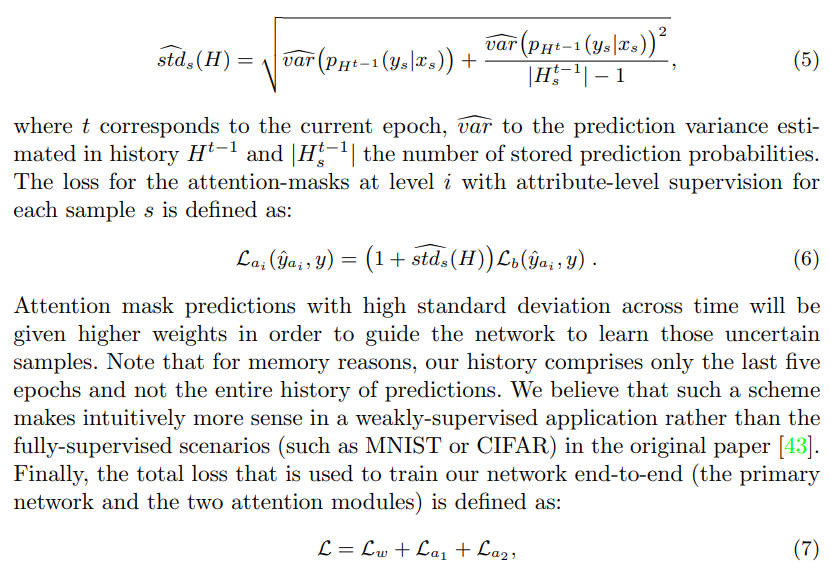 $$\widehat{std}_s(H) = \sqrt{\widehat{var}\left(p_{H^{t-1}}(y_s|x_s)\right) + \frac{\widehat{var}\left(p_{H^{t-1}}(y_s|x_s)\right)^2}{|H_s^{t-1}| - 1}}, \quad (5)$$
where $t$ corresponds to the current epoch, $\widehat{var}$ to the prediction variance esti-
mated in history $H^{t-1}$ and $|H_s^{t-1}|$ the number of stored prediction probabilities.
The loss for the attention-masks at level $i$ with attribute-level supervision for
each sample $s$ is defined as:
$$\mathcal{L}_{a_i}(\hat{y}_{a_i}, y) = \left(1 + \widehat{std}_s(H)\right)\mathcal{L}_b(\hat{y}_{a_i}, y) \ . \quad (6)$$
Attention mask predictions with high standard deviation across time will be
given higher weights in order to guide the network to learn those uncertain
samples. Note that for memory reasons, our history comprises only the last five
epochs and not the entire history of predictions. We believe that such a scheme
makes intuitively more sense in a weakly-supervised application rather than the
fully-supervised scenarios (such as MNIST or CIFAR) in the original paper [43].
Finally, the total loss that is used to train our network end-to-end (the primary
network and the two attention modules) is defined as:
$$\mathcal{L} = \mathcal{L}_w + \mathcal{L}_{a_1} + \mathcal{L}_{a_2}, \quad (7)$$